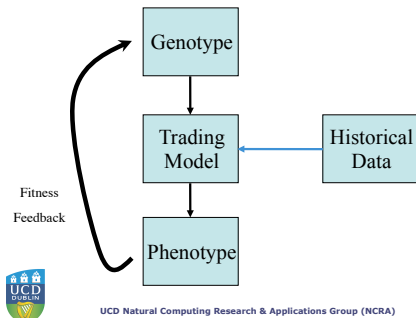 Genotype
Trading
Model
Historical
Data
Fitness
Feedback
Phenotype
UCD
DUBLIN
UCD Natural Computing Research & Applications Group (NCRA)